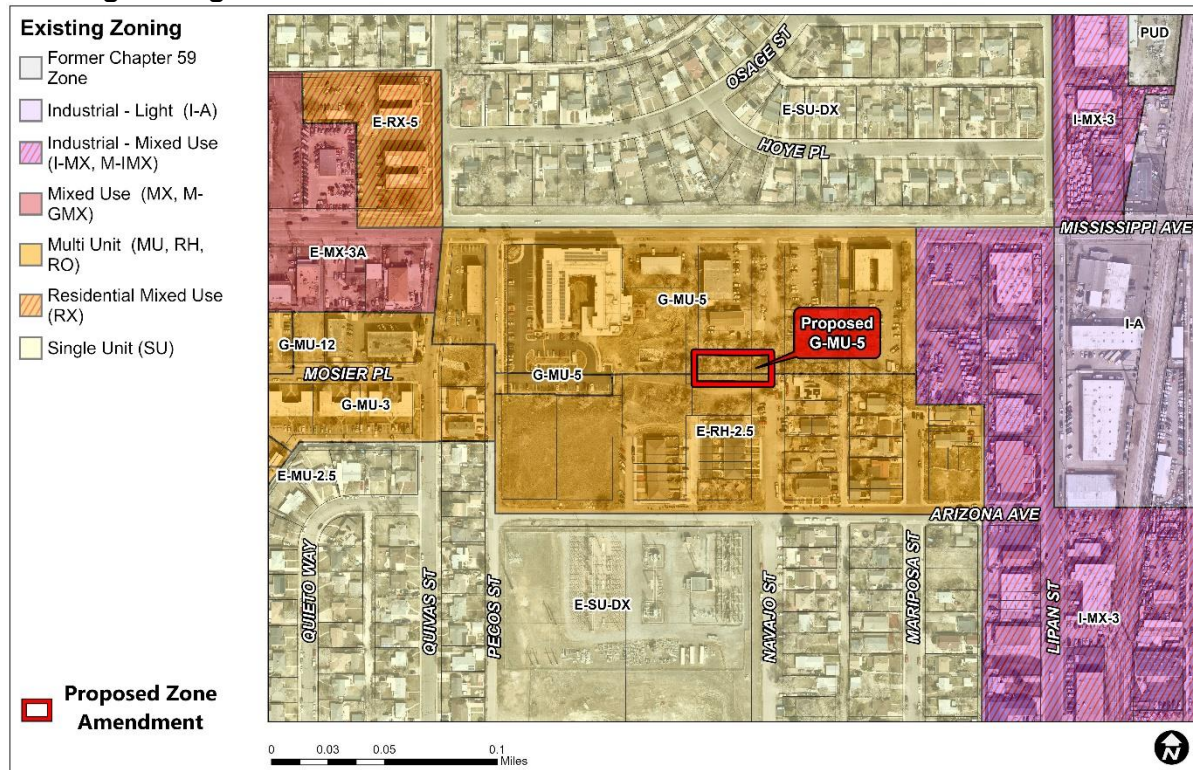 Existing Zoning
Former Chapter 59
Zone
Industrial - Light (I-A)
Industrial - Mixed Use
(I-MX, M-IMX)
Mixed Use (MX, M-
GMX)
Multi Unit (MU, RH,
RO)
Residential Mixed Use
(RX)
Single Unit (SU)
Proposed Zone
Amendment
PUD
OSAGE ST
E-SU-DX
I-MX-3
E-RX-5
HOYE PL
MISSISSIPPI AVE
E-MX-3A
G-MU-5
Proposed
G-MU-5
I-A
G-MU-12
MOSIER PL
G-MU-5
G-MU-3
E-RH-2.5
E-MU-2.5
ARIZONA AVE
QUIETO WAY
QUIVAS ST
PECOS ST
E-SU-DX
NAVAJO ST
MARIPOSA ST
LIPAN ST
I-MX-3
0 0.03 0.05 0.1
Miles
N